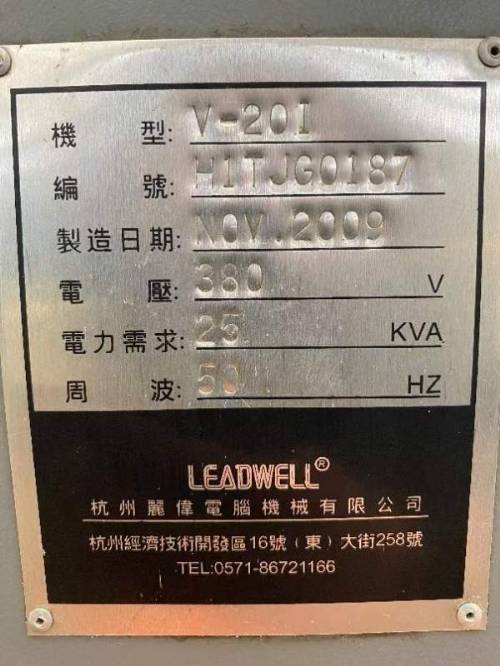 機 型: V-20I
編 號: H1TJG0187
製造日期: NOV.2009
電 壓: 380 V
電力需求: 25 KVA
周 波: 50 HZ
LEADWELL®
杭州麗偉電腦機械有限公司
杭州經濟技術開發區16號（東）大街258號
TEL:0571-86721166